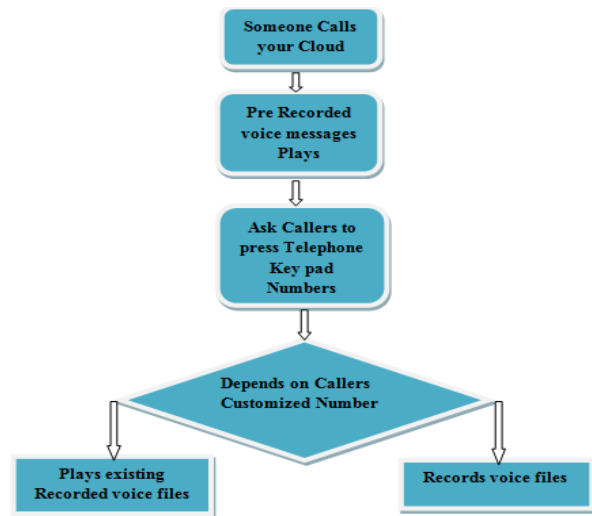 Someone Calls
your Cloud
Pre Recorded
voice messages
Plays
Ask Callers to
press Telephone
Key pad
Numbers
Depends on Callers
Customized Number
Plays existing
Recorded voice files
Records voice files